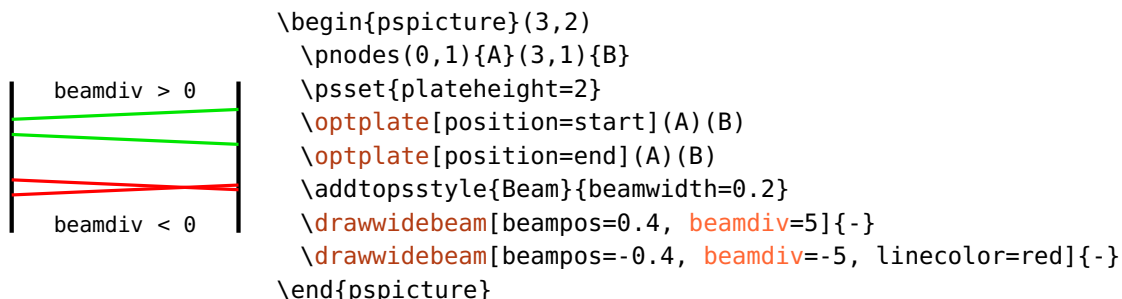 beamdiv > 0
beamdiv < 0
\begin{pspicture}(3,2)
  \pnodes(0,1){A}(3,1){B}
  \psset{plateheight=2}
  \optplate[position=start](A)(B)
  \optplate[position=end](A)(B)
  \addtopsstyle{Beam}{beamwidth=0.2}
  \drawwidebeam[beampos=0.4, beamdiv=5]{-}
  \drawwidebeam[beampos=-0.4, beamdiv=-5, linecolor=red]{-}
\end{pspicture}